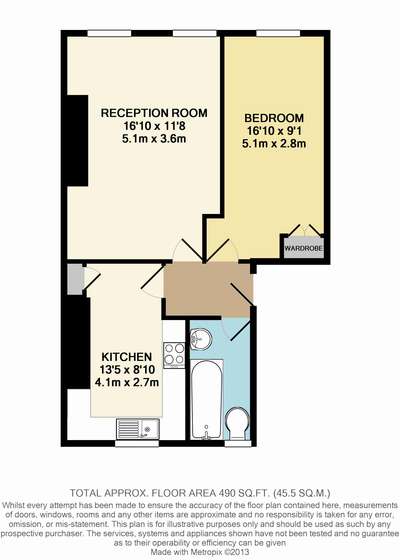 RECEPTION ROOM
16'10 x 11'8
5.1m x 3.6m
BEDROOM
16'10 x 9'1
5.1m x 2.8m
WARDROBE
KITCHEN
13'5 x 8'10
4.1m x 2.7m
TOTAL APPROX. FLOOR AREA 490 SQ.FT. (45.5 SQ.M.)
Whilst every attempt has been made to ensure the accuracy of the floor plan contained here, measurements
of doors, windows, rooms and any other items are approximate and no responsibility is taken for any error,
omission, or mis-statement. This plan is for illustrative purposes only and should be used as such by any
prospective purchaser. The services, systems and appliances shown have not been tested and no guarantee
as to their operability or efficiency can be given
Made with Metropix ©2013